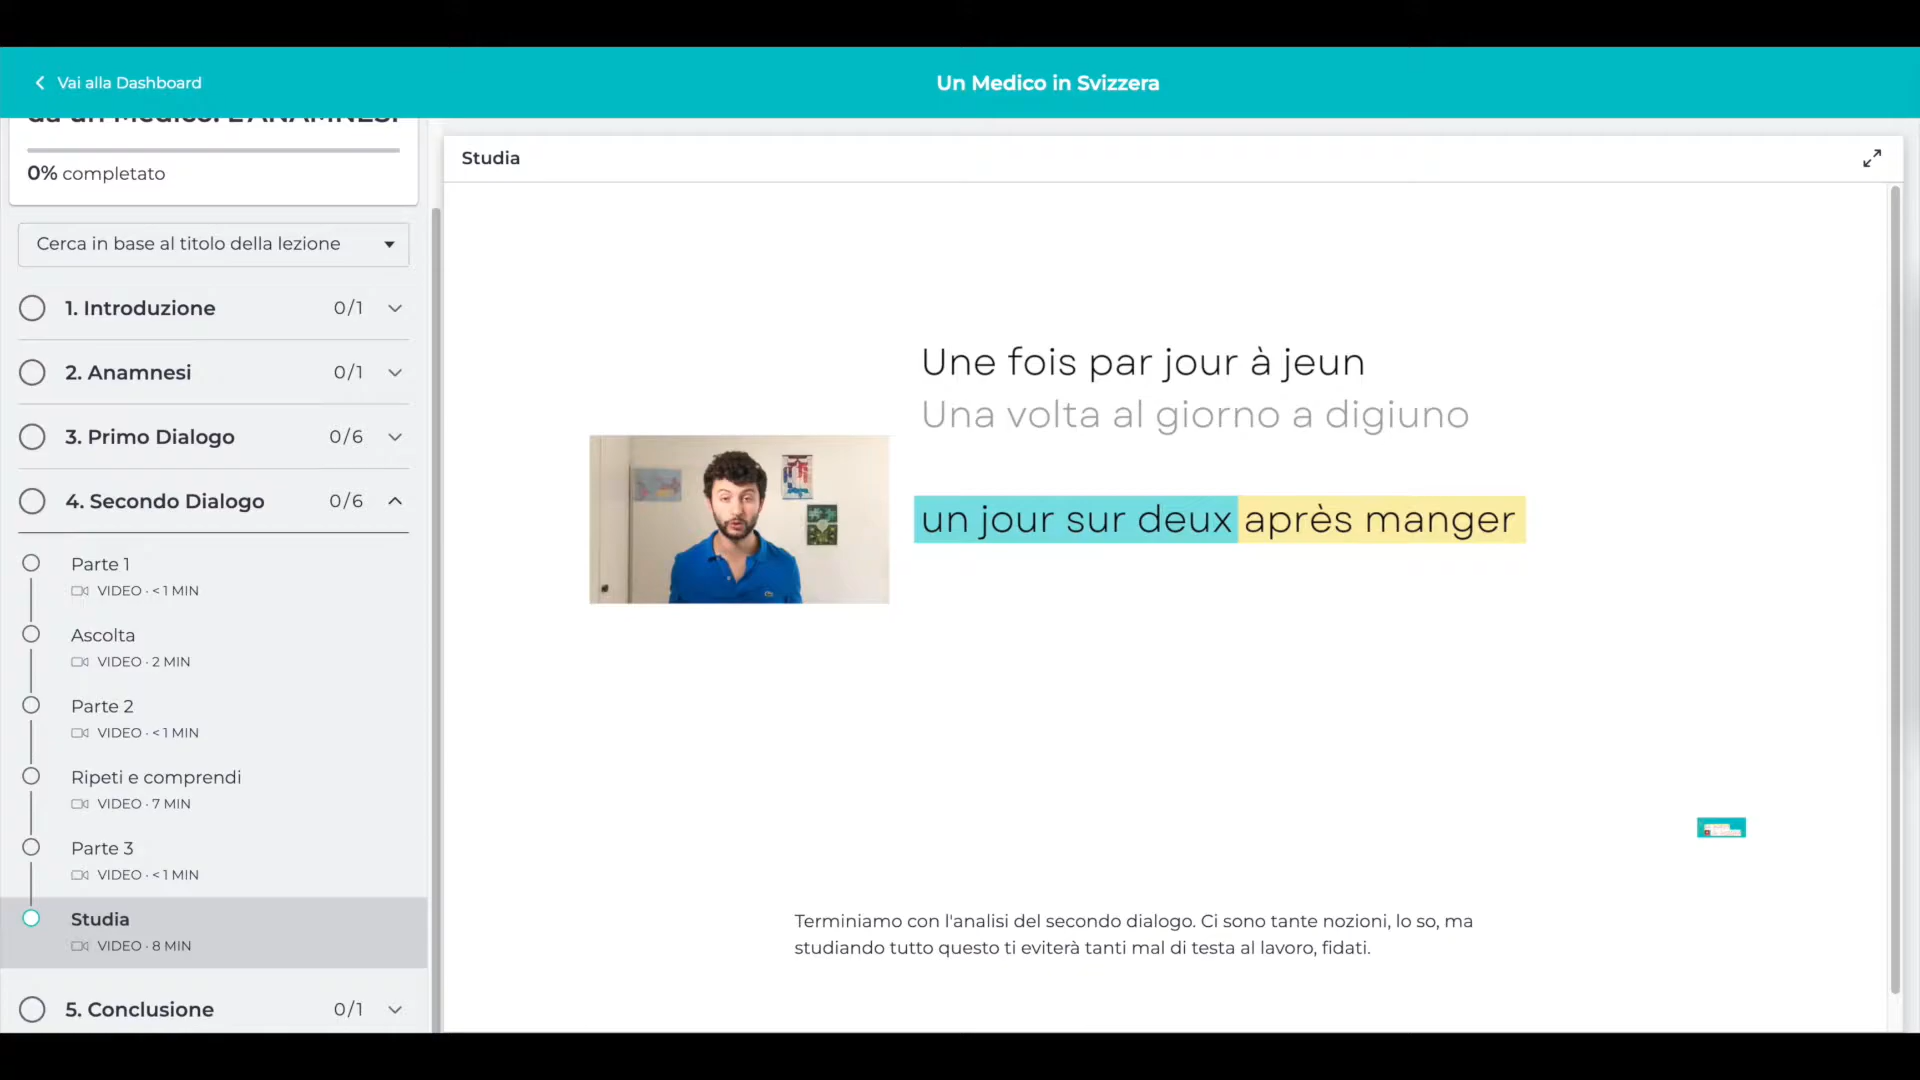 Vai alla Dashboard
Un Medico in Svizzera
da un Medico: L'ANAMNESI
0% completato
Cerca in base al titolo della lezione
1. Introduzione 0/1
2. Anamnesi 0/1
3. Primo Dialogo 0/6
4. Secondo Dialogo 0/6
Parte 1
VIDEO · < 1 MIN
Ascolta
VIDEO · 2 MIN
Parte 2
VIDEO · < 1 MIN
Ripeti e comprendi
VIDEO · 7 MIN
Parte 3
VIDEO · < 1 MIN
Studia
VIDEO · 8 MIN
5. Conclusione 0/1
Studia
Une fois par jour à jeun
Una volta al giorno a digiuno
un jour sur deux après manger
Terminiamo con l'analisi del secondo dialogo. Ci sono tante nozioni, lo so, ma
studiando tutto questo ti eviterà tanti mal di testa al lavoro, fidati.